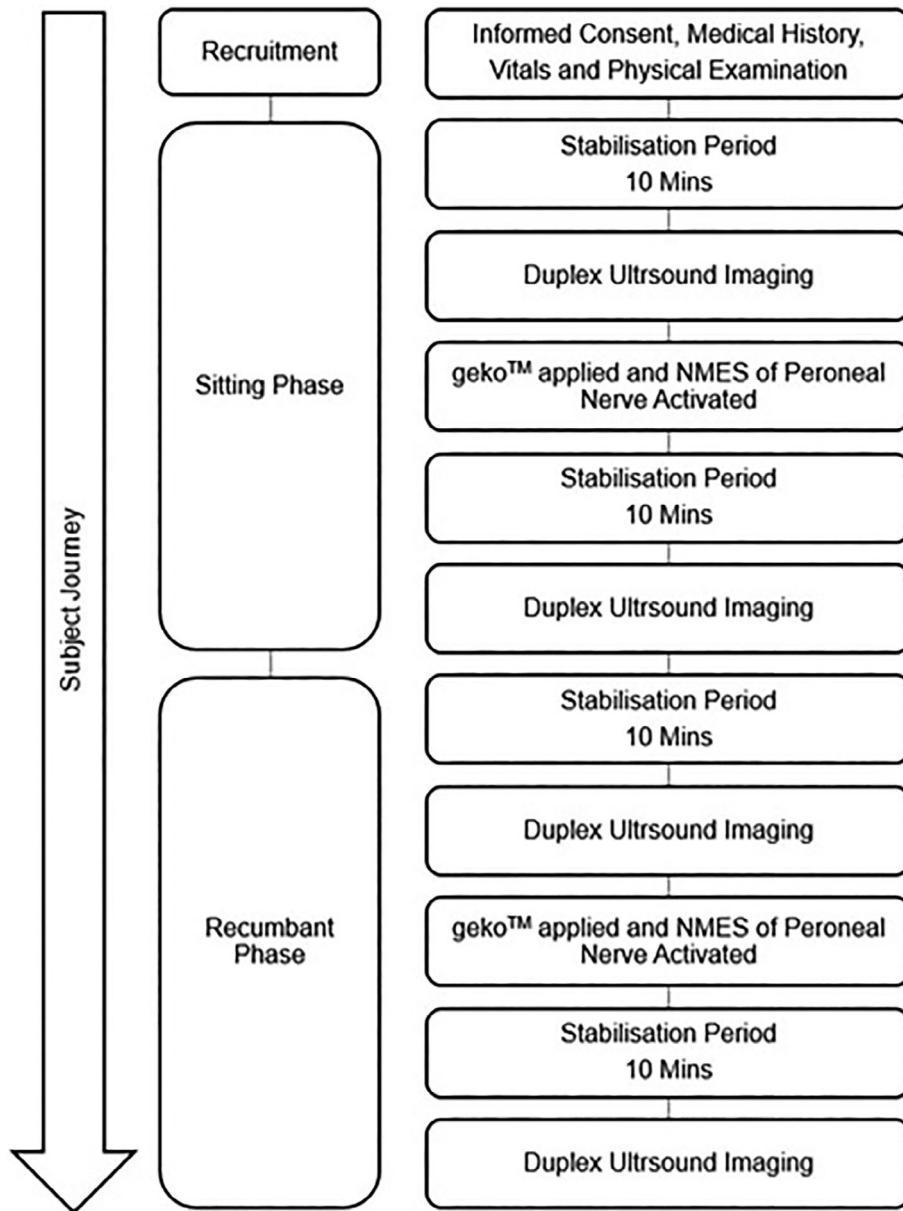 Subject Journey
Recruitment
Informed Consent, Medical History,
Vitals and Physical Examination
Sitting Phase
Stabilisation Period
10 Mins
Duplex Ultrsound Imaging
geko™ applied and NMES of Peroneal
Nerve Activated
Stabilisation Period
10 Mins
Duplex Ultrsound Imaging
Recumbant
Phase
Stabilisation Period
10 Mins
Duplex Ultrsound Imaging
geko™ applied and NMES of Peroneal
Nerve Activated
Stabilisation Period
10 Mins
Duplex Ultrsound Imaging